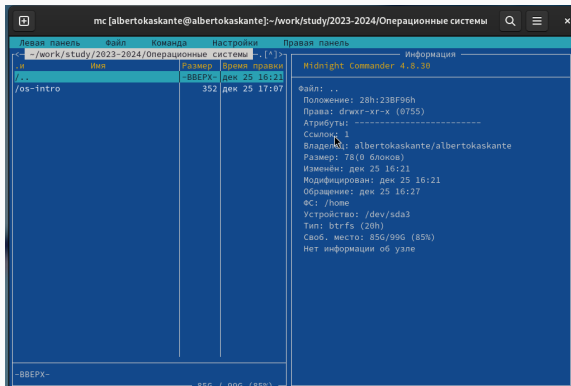 mc [albertokaskante@albertokaskante]:~/work/study/2023-2024/Операционные системы
Левая панель Файл Команда Настройки Правая панель
<─ ~/work/study/2023-2024/Операционные системы ─.[^]>
.и Имя Размер Время правки
/.. -ВВЕРХ- дек 25 16:21
/os-intro 352 дек 25 17:07
-ВВЕРХ-
85G / 99G (85%)
Информация
Midnight Commander 4.8.30
Файл: ..
Положение: 28h:23BF96h
Права: drwxr-xr-x (0755)
Атрибуты: ------------------------
Ссылок: 1
Владелец: albertokaskante/albertokaskante
Размер: 78(0 блоков)
Изменён: дек 25 16:21
Модифицирован: дек 25 16:21
Обращение: дек 25 16:27
ФС: /home
Устройство: /dev/sda3
Тип: btrfs (20h)
Своб. место: 85G/99G (85%)
Нет информации об узле